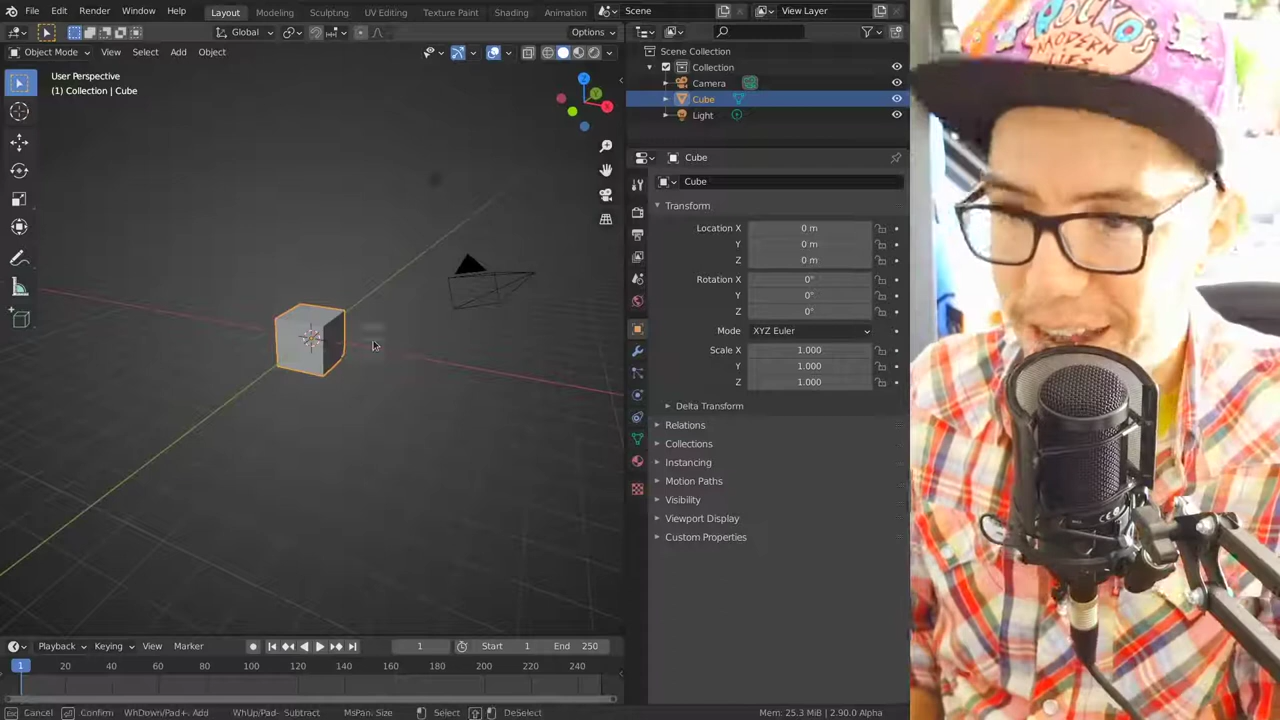 File Edit Render Window Help Layout Modeling Sculpting UV Editing Texture Paint Shading Animation Scene View Layer
Global Options
Object Mode View Select Add Object
User Perspective
(1) Collection | Cube
Z
Y
X
Scene Collection
Collection
Camera
Cube
Light
Cube
Cube
Transform
Location X 0 m
Y 0 m
Z 0 m
Rotation X 0°
Y 0°
Z 0°
Mode XYZ Euler
Scale X 1.000
Y 1.000
Z 1.000
Delta Transform
Relations
Collections
Instancing
Motion Paths
Visibility
Viewport Display
Custom Properties
Playback Keying View Marker 1 Start 1 End 250
1 20 40 60 80 100 120 140 160 180 200 220 240
Cancel Confirm WhDown/Pad+: Add WhUp/Pad-: Subtract MsPan: Size Select DeSelect Mem: 25.3 MiB | 2.90.0 Alpha
MODERN